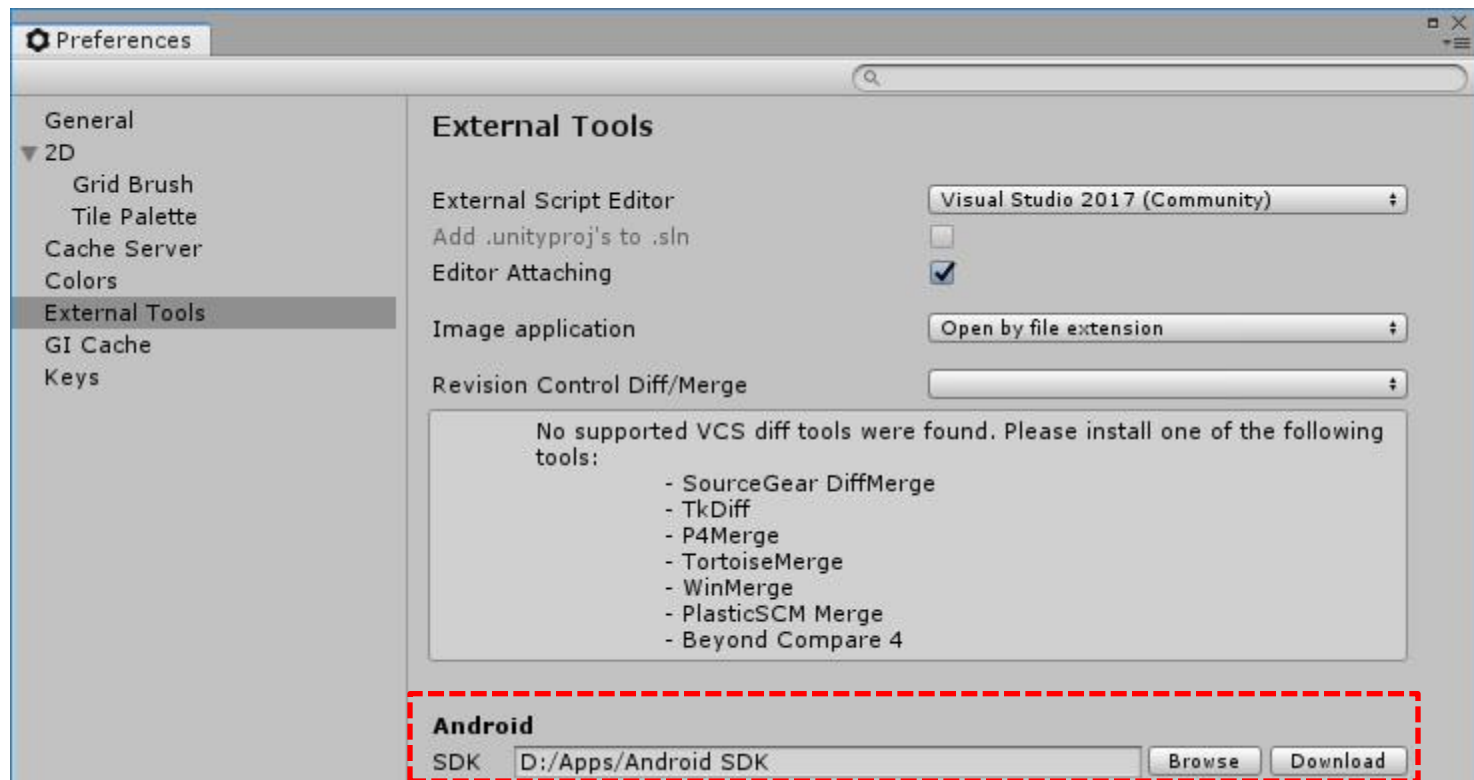 Preferences
General
2D
Grid Brush
Tile Palette
Cache Server
Colors
External Tools
GI Cache
Keys
External Tools
External Script Editor
Visual Studio 2017 (Community)
Add .unityproj's to .sln
Editor Attaching
Image application
Open by file extension
Revision Control Diff/Merge
No supported VCS diff tools were found. Please install one of the following
tools:
- SourceGear DiffMerge
- TkDiff
- P4Merge
- TortoiseMerge
- WinMerge
- PlasticSCM Merge
- Beyond Compare 4
Android
SDK D:/Apps/Android SDK Browse Download